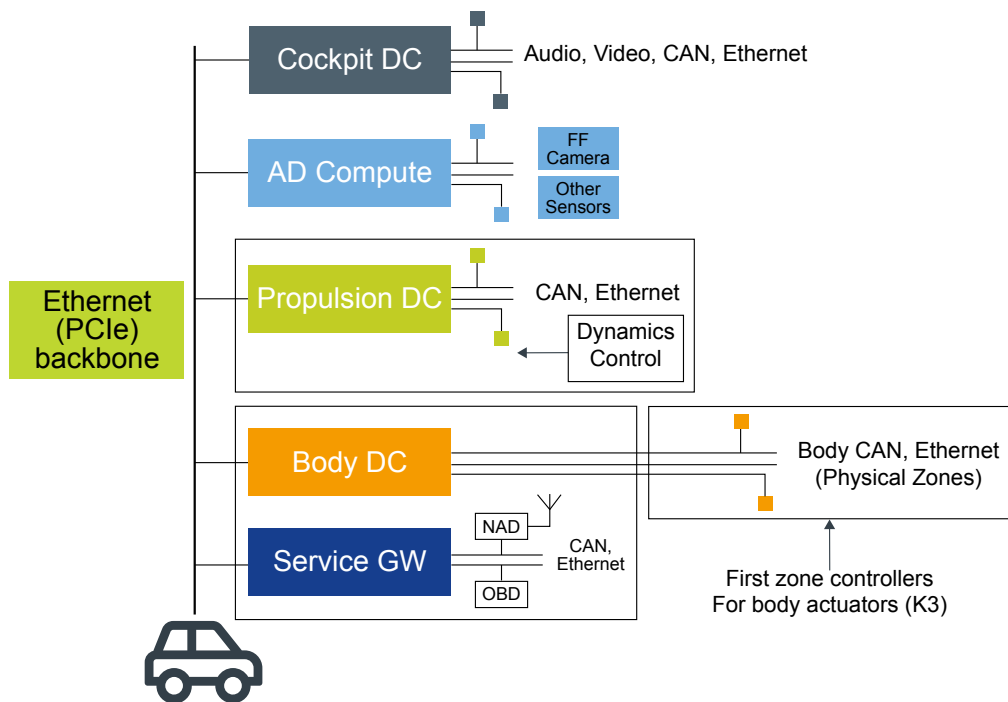 Cockpit DC
Audio, Video, CAN, Ethernet
AD Compute
FF
Camera
Other
Sensors
Ethernet
(PCIe)
backbone
Propulsion DC
CAN, Ethernet
Dynamics
Control
Body DC
Body CAN, Ethernet
(Physical Zones)
NAD
Service GW
CAN,
Ethernet
OBD
First zone controllers
For body actuators (K3)